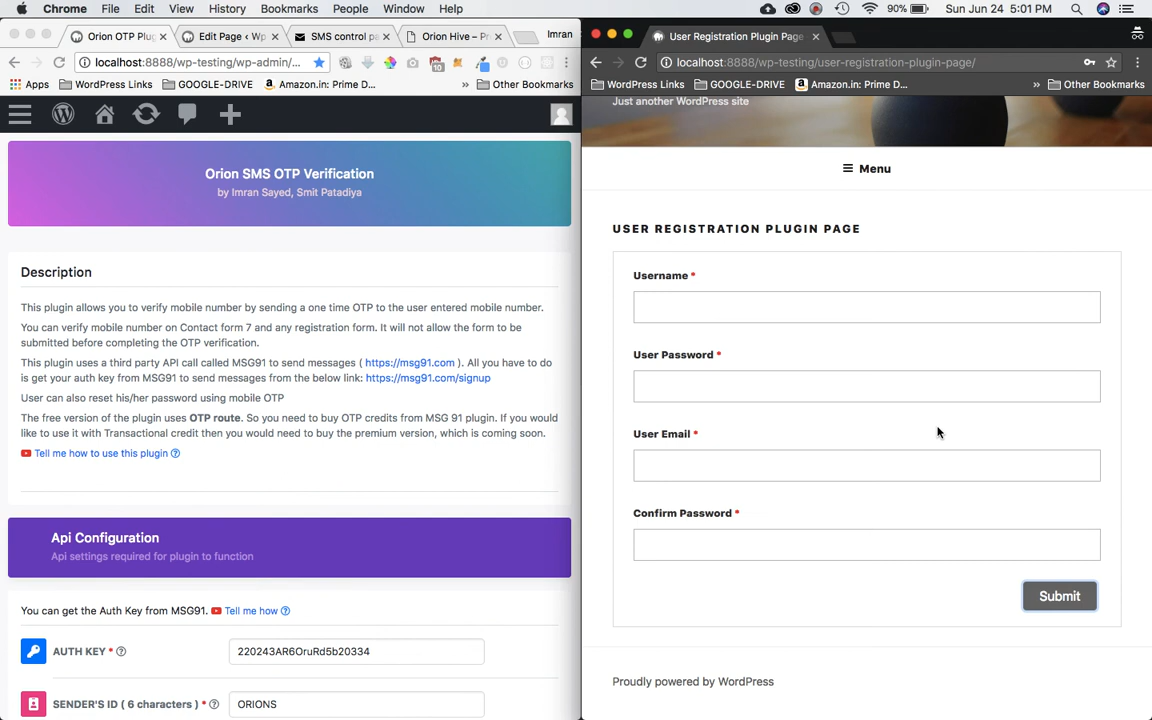 Chrome File Edit View History Bookmarks People Window Help 90% Sun Jun 24 5:01 PM
Orion OTP Plug Edit Page ‹ Wp SMS control pa Orion Hive – Pr Imran
localhost:8888/wp-testing/wp-admin/...
Apps WordPress Links GOOGLE-DRIVE Amazon.in: Prime D... » Other Bookmarks
Orion SMS OTP Verification
by Imran Sayed, Smit Patadiya
Description
This plugin allows you to verify mobile number by sending a one time OTP to the user entered mobile number.
You can verify mobile number on Contact form 7 and any registration form. It will not allow the form to be
submitted before completing the OTP verification.
This plugin uses a third party API call called MSG91 to send messages ( https://msg91.com ). All you have to do
is get your auth key from MSG91 to send messages from the below link: https://msg91.com/signup
User can also reset his/her password using mobile OTP
The free version of the plugin uses OTP route. So you need to buy OTP credits from MSG 91 plugin. If you would
like to use it with Transactional credit then you would need to buy the premium version, which is coming soon.
Tell me how to use this plugin
Api Configuration
Api settings required for plugin to function
You can get the Auth Key from MSG91. Tell me how
AUTH KEY * 220243AR6OruRd5b20334
SENDER'S ID ( 6 characters ) * ORIONS
User Registration Plugin Page
localhost:8888/wp-testing/user-registration-plugin-page/
WordPress Links GOOGLE-DRIVE Amazon.in: Prime D... » Other Bookmarks
Just another WordPress site
Menu
USER REGISTRATION PLUGIN PAGE
Username *
User Password *
User Email *
Confirm Password *
Submit
Proudly powered by WordPress